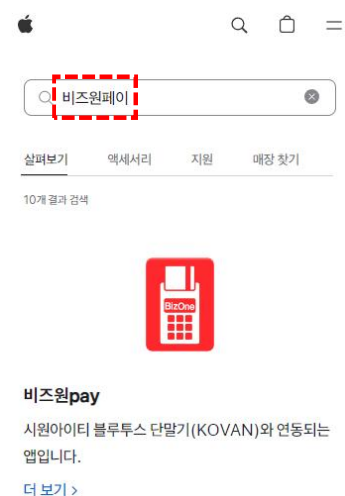 비즈원페이
살펴보기 액세서리 지원 매장 찾기
10개 결과 검색
BizOne
비즈원pay
시원아이티 블루투스 단말기(KOVAN)와 연동되는
앱입니다.
더 보기 >